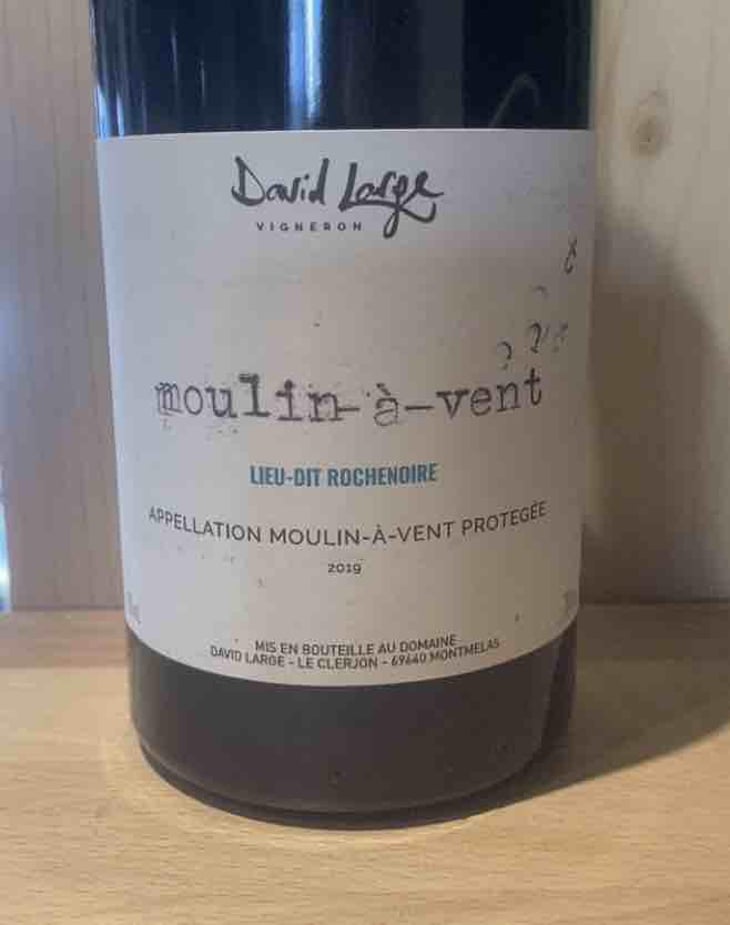 David Large
VIGNERON
moulin-à-vent
LIEU-DIT ROCHENOIRE
APPELLATION MOULIN-À-VENT PROTEGÉE
2019
MIS EN BOUTEILLE AU DOMAINE
DAVID LARGE - LE CLERJON - 69640 MONTMELAS